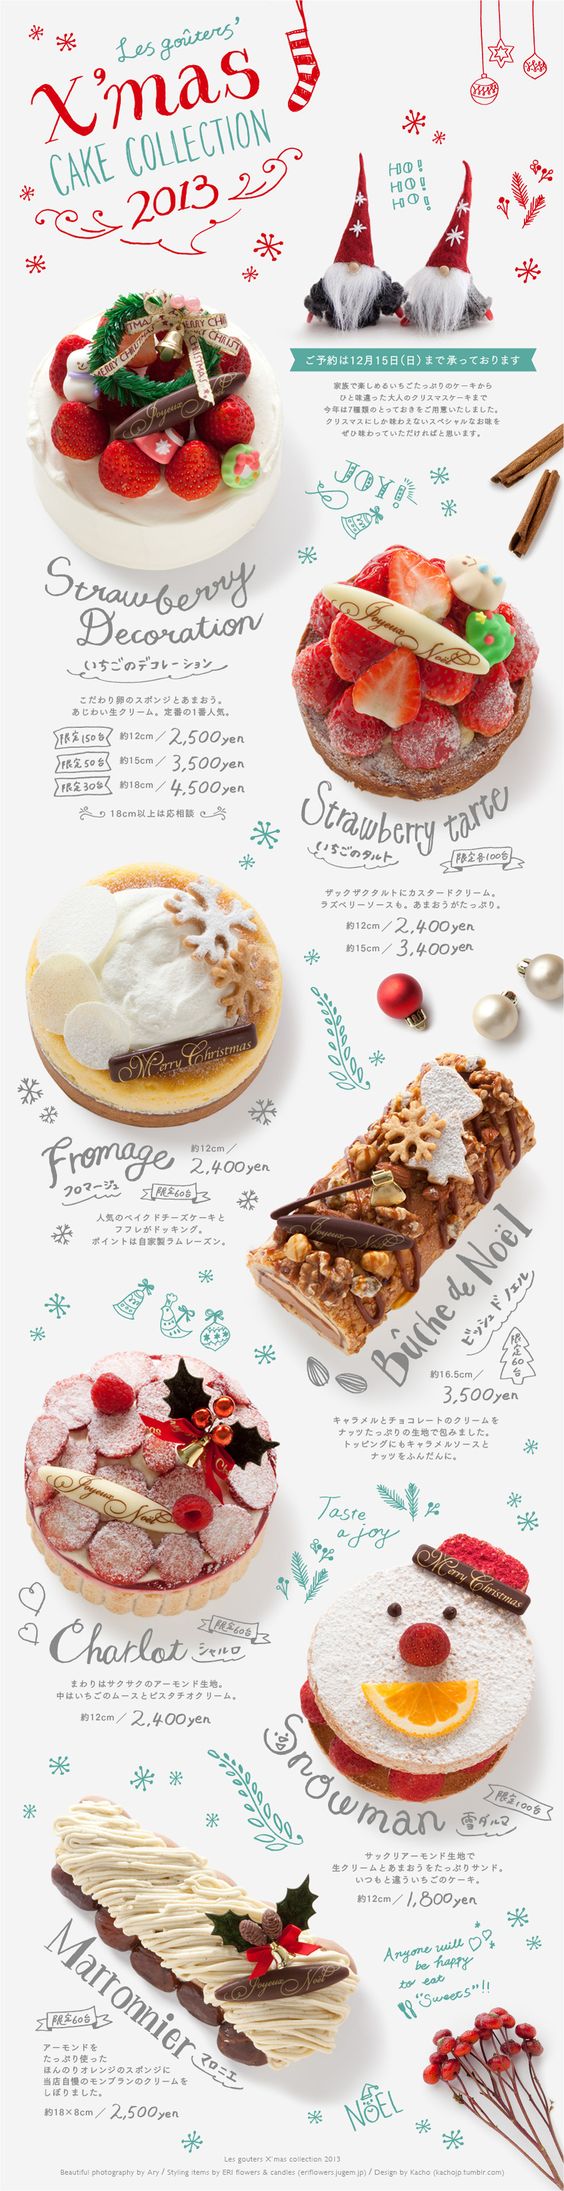 Les goûters'
X'mas
CAKE COLLECTION
2013
HO!
HO!
HO!
ご予約は12月15日(日)まで承っております
家族で楽しめるいちごたっぷりのケーキから
ひと味違った大人のクリスマスケーキまで
今年は7種類のとっておきをご用意いたしました。
クリスマスにしか味わえないスペシャルなお味を
ぜひ味わっていただければと思います。
MERRY CHRISTMAS
Joyeux Noël
JOY!
Strawberry
Decoration
いちごのデコレーション
こだわり卵のスポンジとあまおう。
あじわい生クリーム。定番の1番人気。
限定150台 約12cm／2,500yen
限定50台 約15cm／3,500yen
限定30台 約18cm／4,500yen
18cm以上は応相談
Joyeux Noël
Strawberry tarte
いちごのタルト
限定各100台
ザックザクタルトにカスタードクリーム。
ラズベリーソースも。あまおうがたっぷり。
約12cm／2,400yen
約15cm／3,400yen
Merry Christmas
Fromage
フロマージュ
約12cm／
2,400yen
限定60台
人気のベイクドチーズケーキと
フフレがドッキング。
ポイントは自家製ラムレーズン。
Joyeux Noël
Bûche de Noël
ビッシュ ド ノエル
限定60台
約16.5cm／
3,500yen
キャラメルとチョコレートのクリームを
ナッツたっぷりの生地で包みました。
トッピングにもキャラメルソースと
ナッツをふんだんに。
Joyeux Noël
Charlot シャルロ
限定60台
まわりはサクサクのアーモンド生地。
中はいちごのムースとピスタチオクリーム。
約12cm／2,400yen
Taste
a joy
Merry Christmas
Snowman
雪ダルマ
限定100台
サックリアーモンド生地で
生クリームとあまおうをたっぷりサンド。
いつもと違ういちごのケーキ。
約12cm／1,800yen
Joyeux Noël
Marronnier
マロニエ
限定60台
アーモンドを
たっぷり使った
ほんのりオレンジのスポンジに
当店自慢のモンブランのクリームを
しぼりました。
約18×8cm／2,500yen
Anyone will
be happy
to eat
"Sweets"!!
NOËL
Les gouters X'mas collection 2013
Beautiful photography by Ary / Styling items by ERI flowers & candles (eriflowers.jugem.jp) / Design by Kacho (kachojp.tumblr.com)